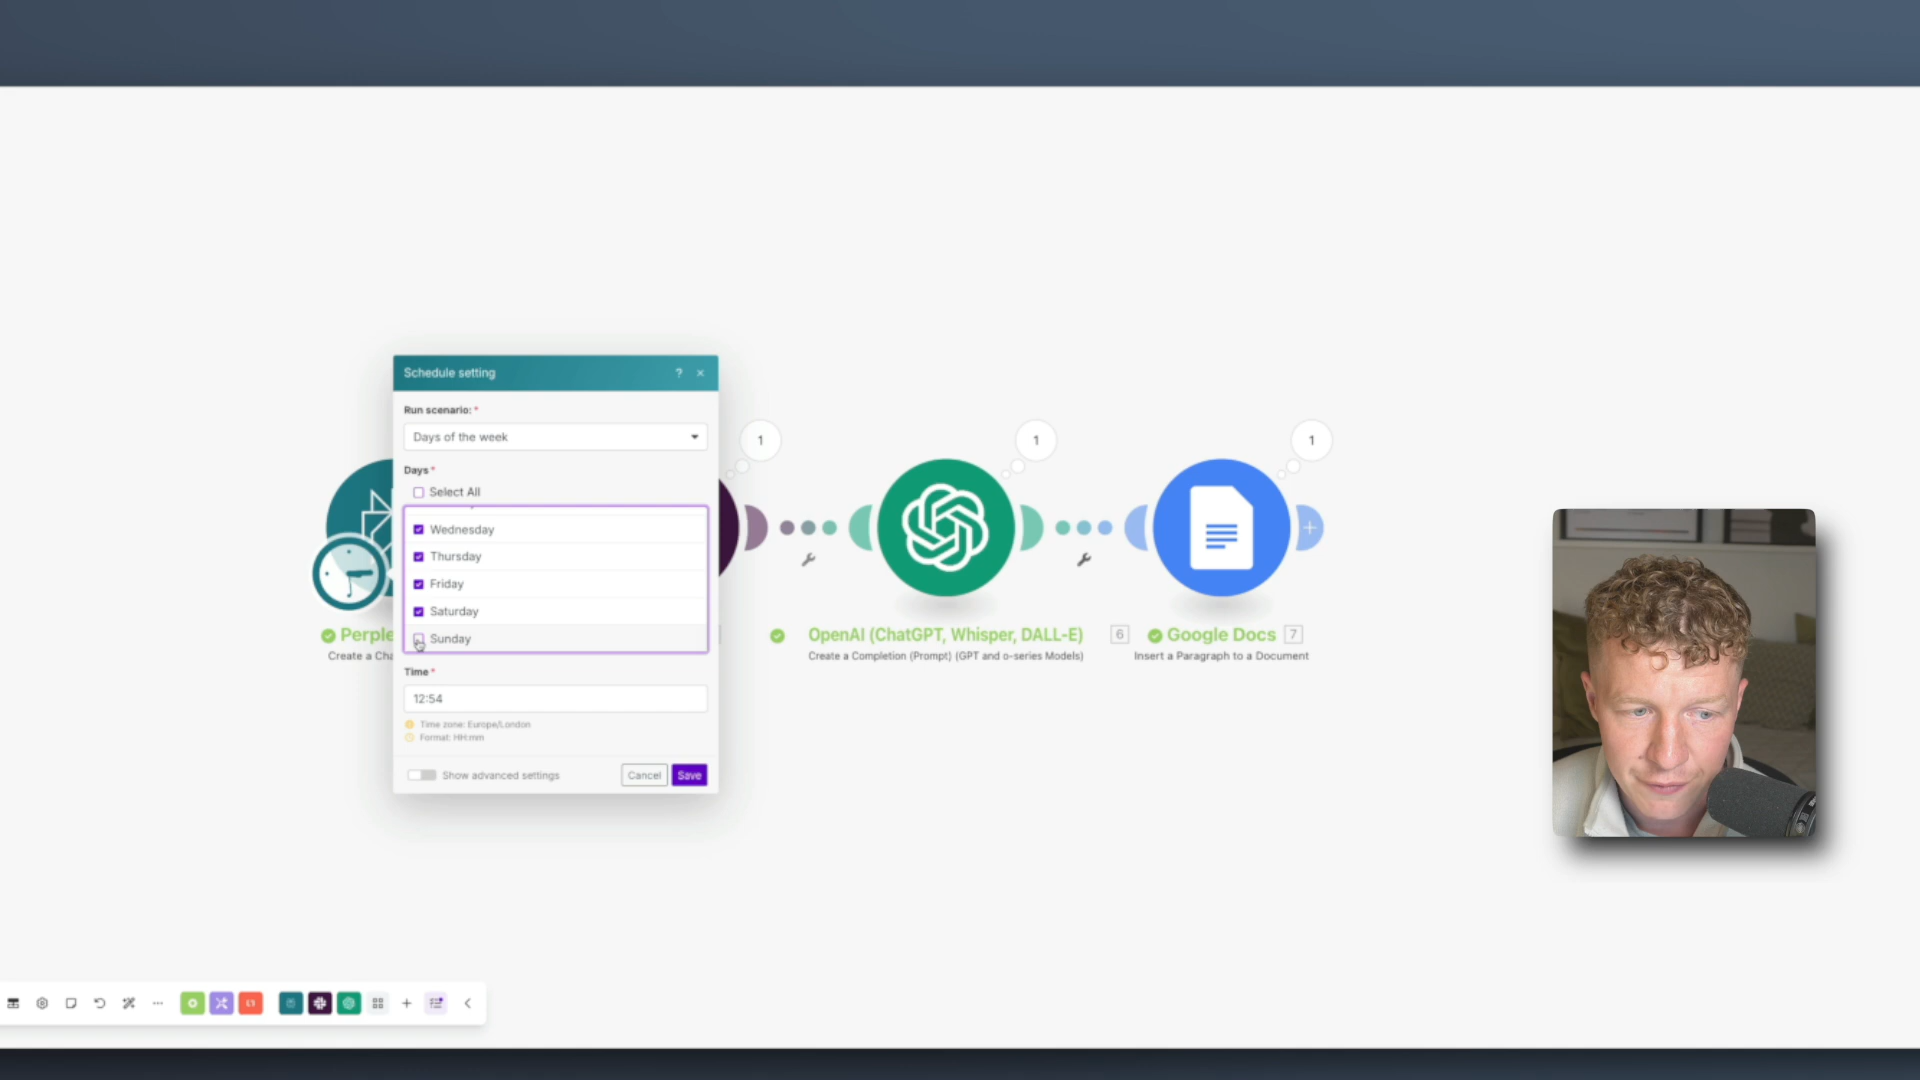 Schedule setting
?
×
Run scenario: *
Days of the week
Days *
Select All
Wednesday
Thursday
Friday
Saturday
Sunday
Time *
12:54
Time zone: Europe/London
Format: HH:mm
Show advanced settings
Cancel
Save
1
1
1
Perple
Create a Cha
OpenAI (ChatGPT, Whisper, DALL-E)
6
Create a Completion (Prompt) (GPT and o-series Models)
Google Docs
7
Insert a Paragraph to a Document